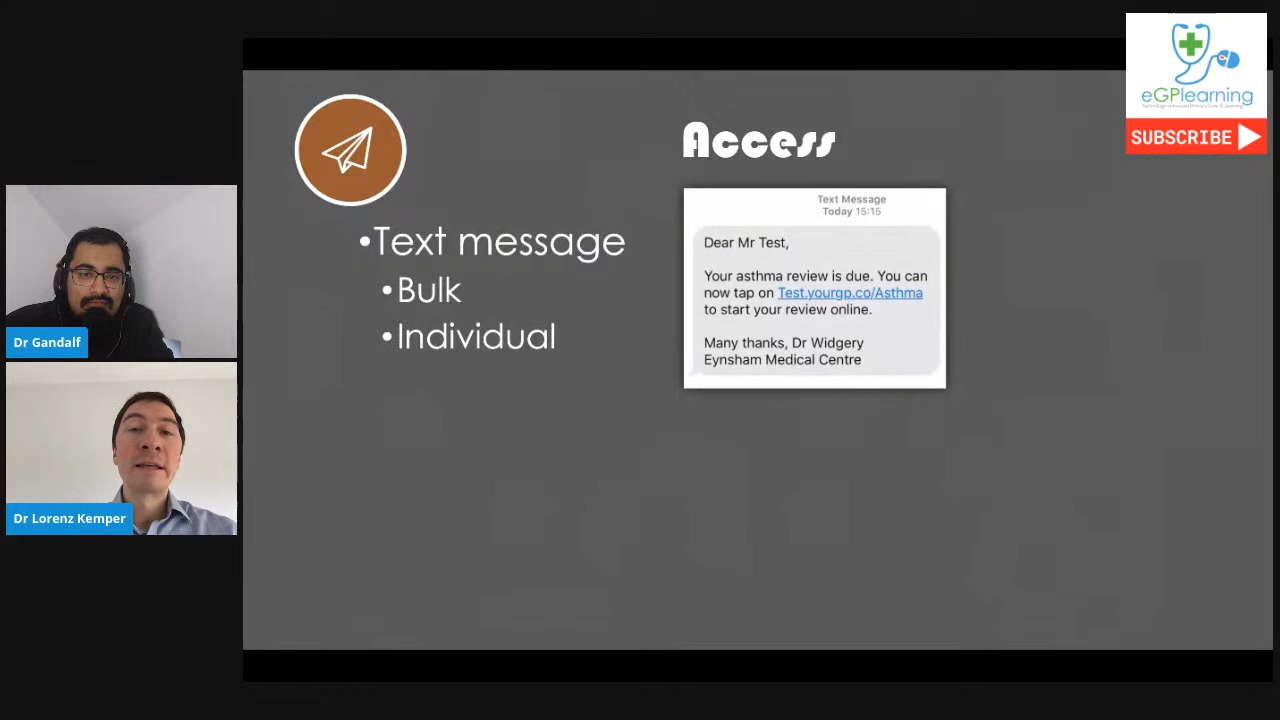 eGPlearning
SUBSCRIBE
Access
•Text message
•Bulk
•Individual
Text Message
Today 15:15
Dear Mr Test,
Your asthma review is due. You can
now tap on Test.yourgp.co/Asthma
to start your review online.
Many thanks, Dr Widgery
Eynsham Medical Centre
Dr Gandalf
Dr Lorenz Kemper